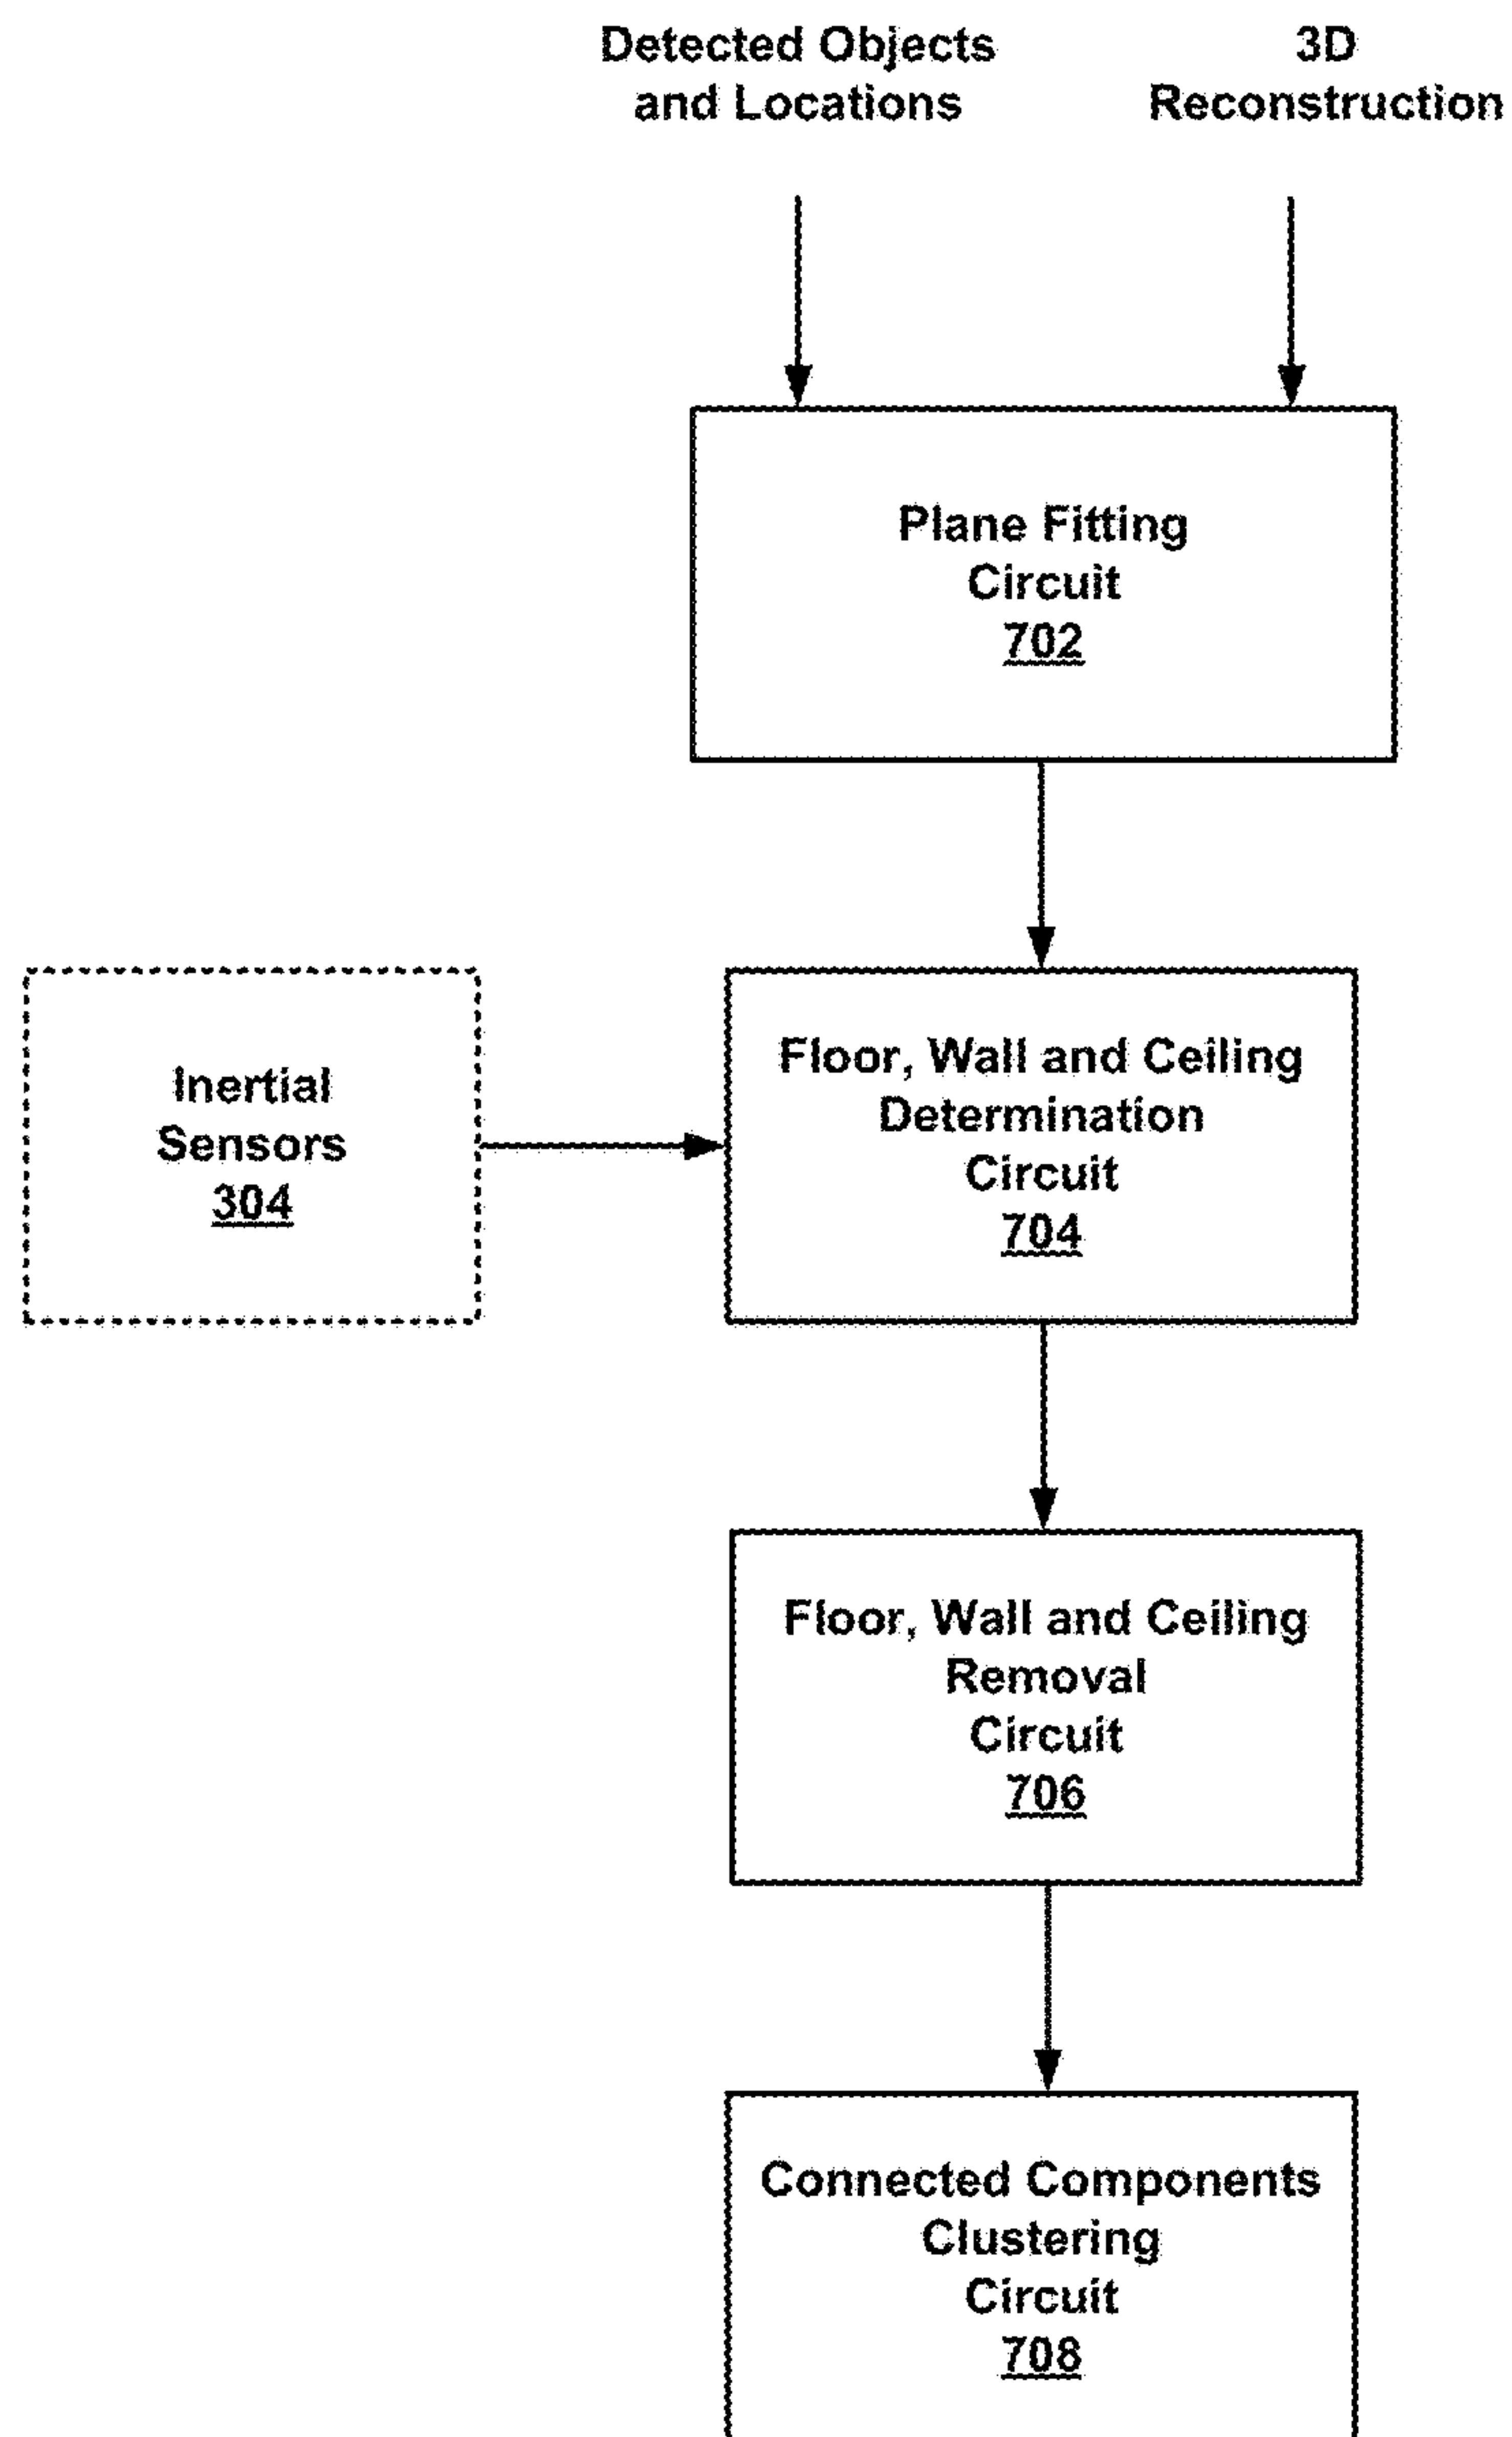 Detected Objects
and Locations
3D
Reconstruction
Plane Fitting
Circuit
702
Inertial
Sensors
304
Floor, Wall and Ceiling
Determination
Circuit
704
Floor, Wall and Ceiling
Removal
Circuit
706
Connected Components
Clustering
Circuit
708